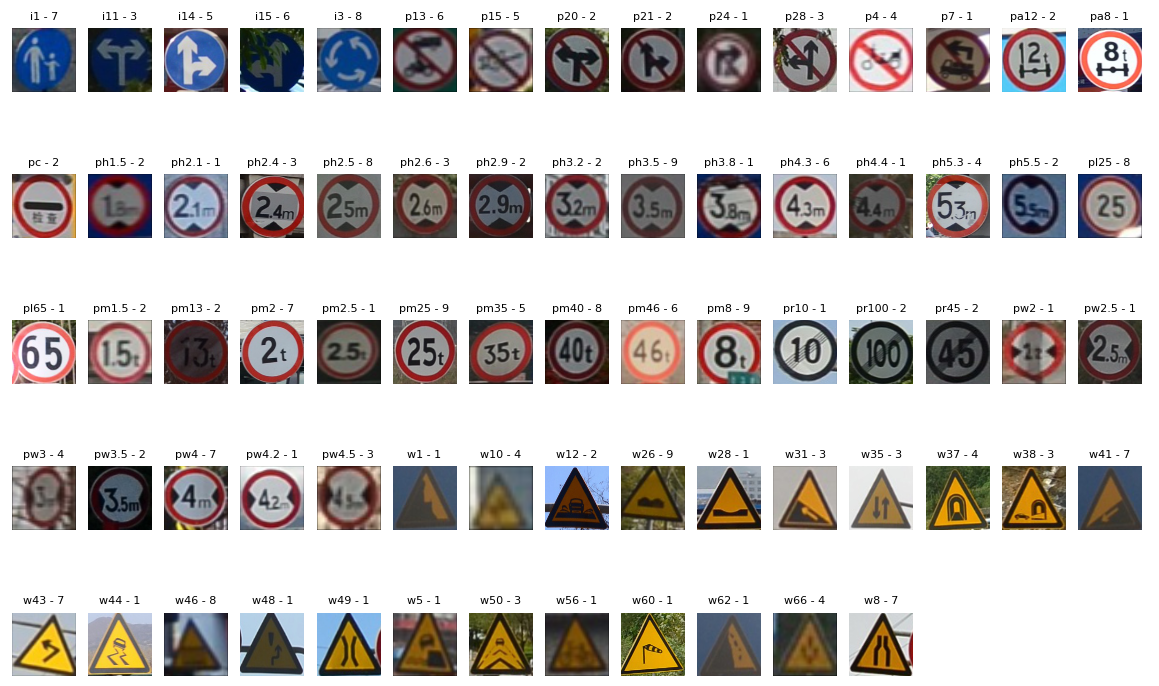 i1 - 7 i11 - 3 i14 - 5 i15 - 6 i3 - 8 p13 - 6 p15 - 5 p20 - 2 p21 - 2 p24 - 1 p28 - 3 p4 - 4 p7 - 1 pa12 - 2 pa8 - 1
12t 8t
pc - 2 ph1.5 - 2 ph2.1 - 1 ph2.4 - 3 ph2.5 - 8 ph2.6 - 3 ph2.9 - 2 ph3.2 - 2 ph3.5 - 9 ph3.8 - 1 ph4.3 - 6 ph4.4 - 1 ph5.3 - 4 ph5.5 - 2 pl25 - 8
检查 2.1m 2.4m 2.5m 2.6m 2.9m 3.2m 3.5m 3.8m 4.3m 4.4m 5.3m 5.5m 25
pl65 - 1 pm1.5 - 2 pm13 - 2 pm2 - 7 pm2.5 - 1 pm25 - 9 pm35 - 5 pm40 - 8 pm46 - 6 pm8 - 9 pr10 - 1 pr100 - 2 pr45 - 2 pw2 - 1 pw2.5 - 1
65 1.5t 13t 2t 2.5t 25t 35t 40t 46t 8t 10 100 45 2.5m
pw3 - 4 pw3.5 - 2 pw4 - 7 pw4.2 - 1 pw4.5 - 3 w1 - 1 w10 - 4 w12 - 2 w26 - 9 w28 - 1 w31 - 3 w35 - 3 w37 - 4 w38 - 3 w41 - 7
3.5m 4m 4.2m
w43 - 7 w44 - 1 w46 - 8 w48 - 1 w49 - 1 w5 - 1 w50 - 3 w56 - 1 w60 - 1 w62 - 1 w66 - 4 w8 - 7